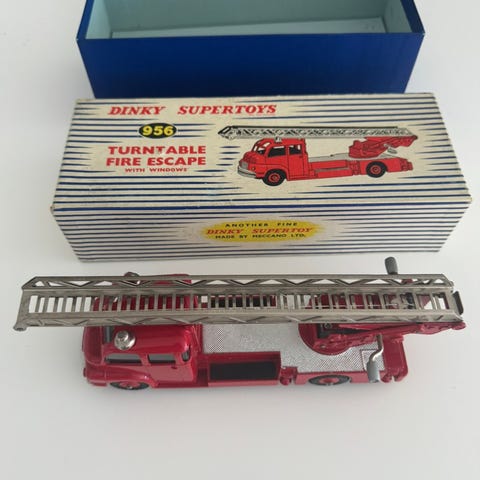 DINKY SUPERTOYS
956
TURNTABLE
FIRE ESCAPE
WITH WINDOWS
ANOTHER FINE
DINKY SUPERTOY
MADE BY MECCANO LTD.